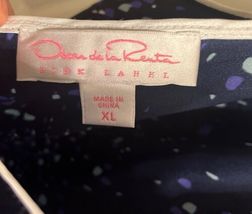 Oscar de la Renta
PINK LABEL
MADE IN
CHINA
XL